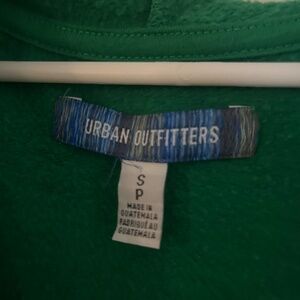 URBAN OUTFITTERS
S
P
MADE IN
GUATEMALA
FABRIQUÉ AU
GUATEMALA